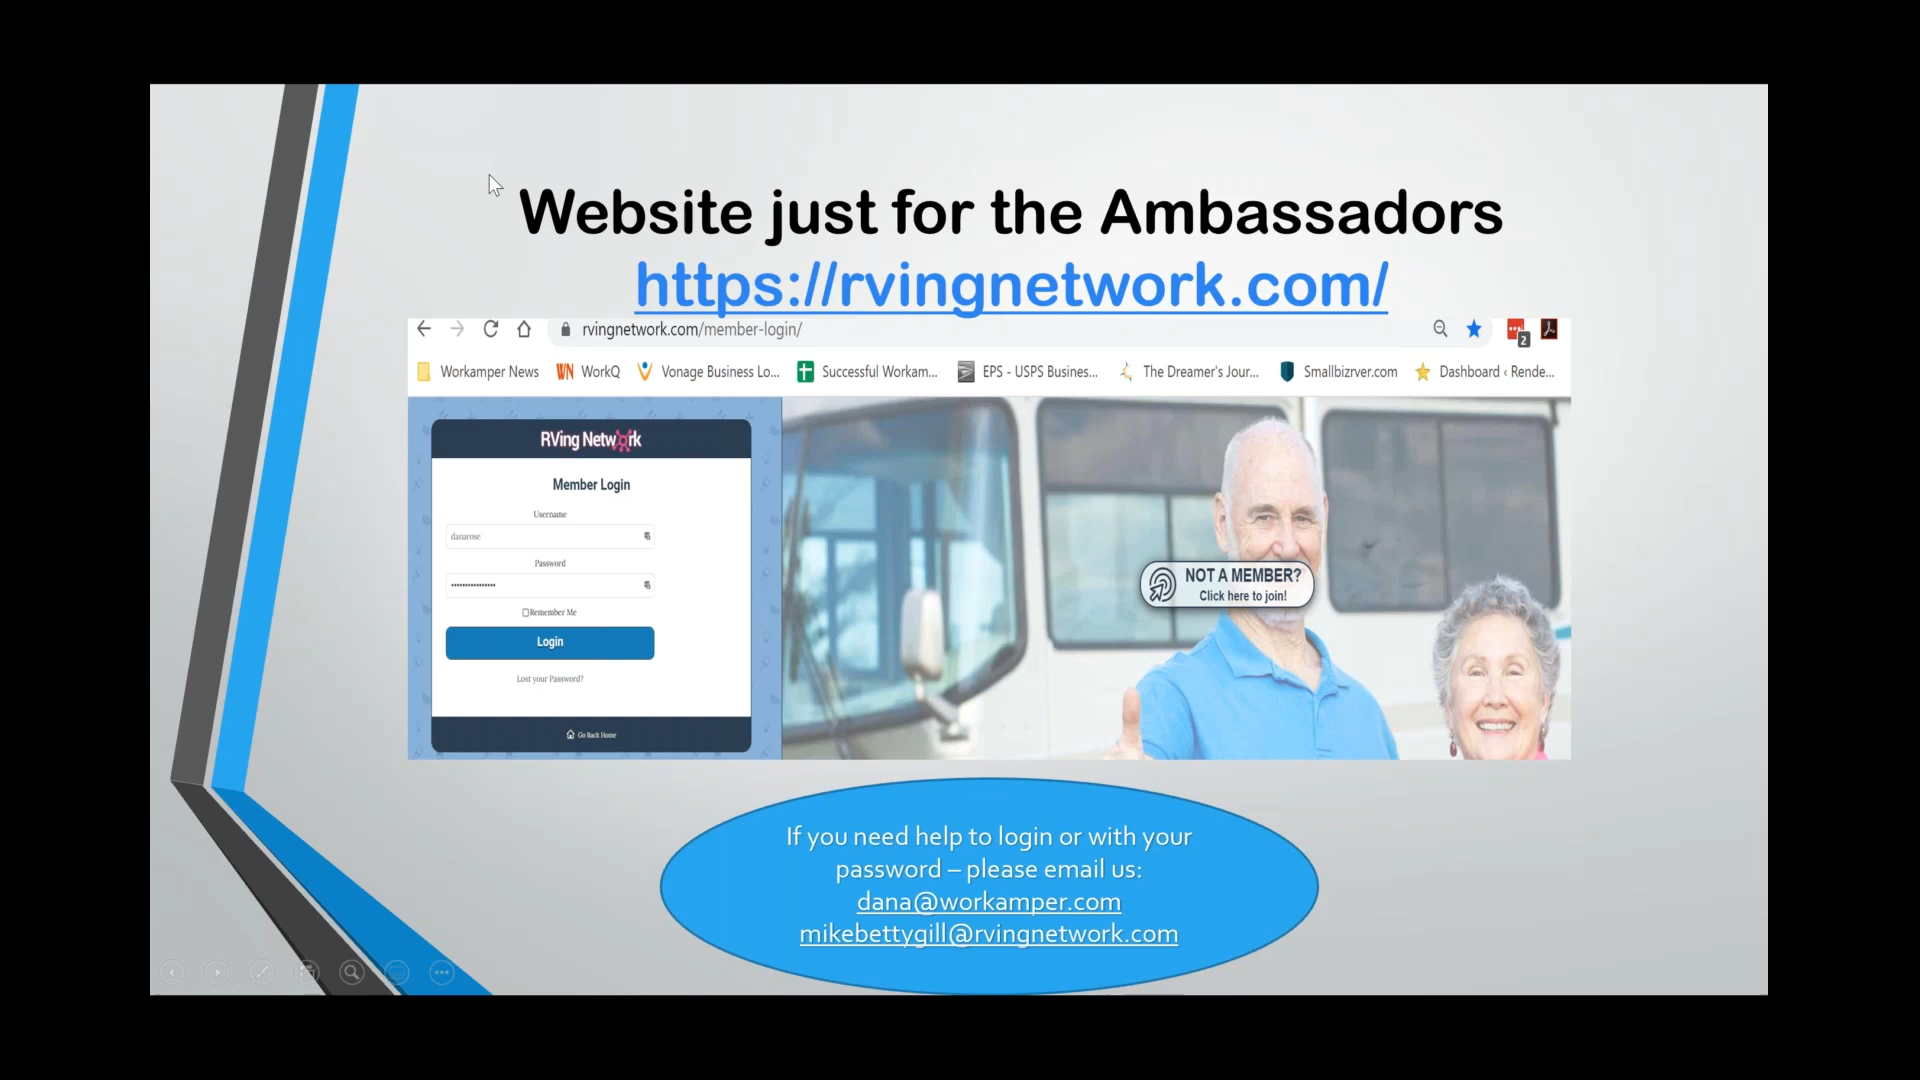 Website just for the Ambassadors
https://rvingnetwork.com/
rvingnetwork.com/member-login/
2
Workamper News WN WorkQ Vonage Business Lo... Successful Workam... EPS - USPS Busines... The Dreamer's Jour... Smallbizrver.com Dashboard ‹ Rende...
RVing Network
Member Login
Username
danarose
Password
Remember Me
Login
Lost your Password?
Go Back Home
NOT A MEMBER?
Click here to join!
If you need help to login or with your
password – please email us:
dana@workamper.com
mikebettygill@rvingnetwork.com